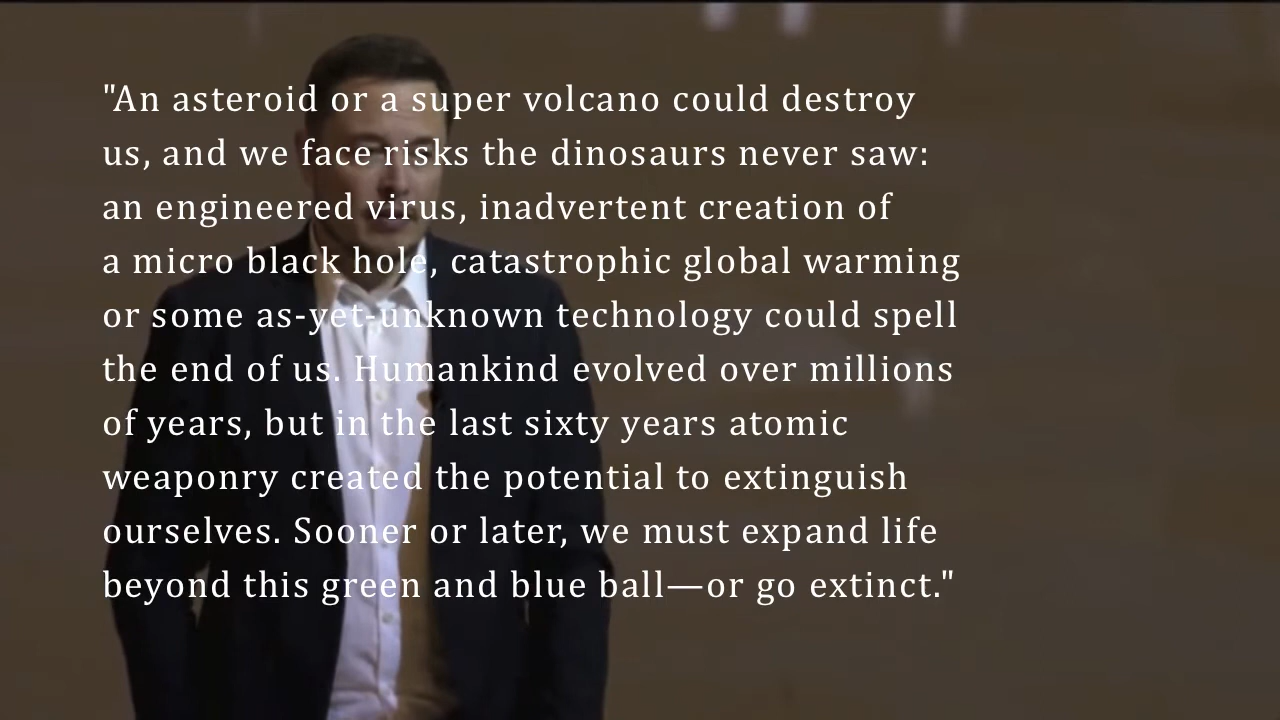 "An asteroid or a super volcano could destroy
us, and we face risks the dinosaurs never saw:
an engineered virus, inadvertent creation of
a micro black hole, catastrophic global warming
or some as-yet-unknown technology could spell
the end of us. Humankind evolved over millions
of years, but in the last sixty years atomic
weaponry created the potential to extinguish
ourselves. Sooner or later, we must expand life
beyond this green and blue ball—or go extinct."